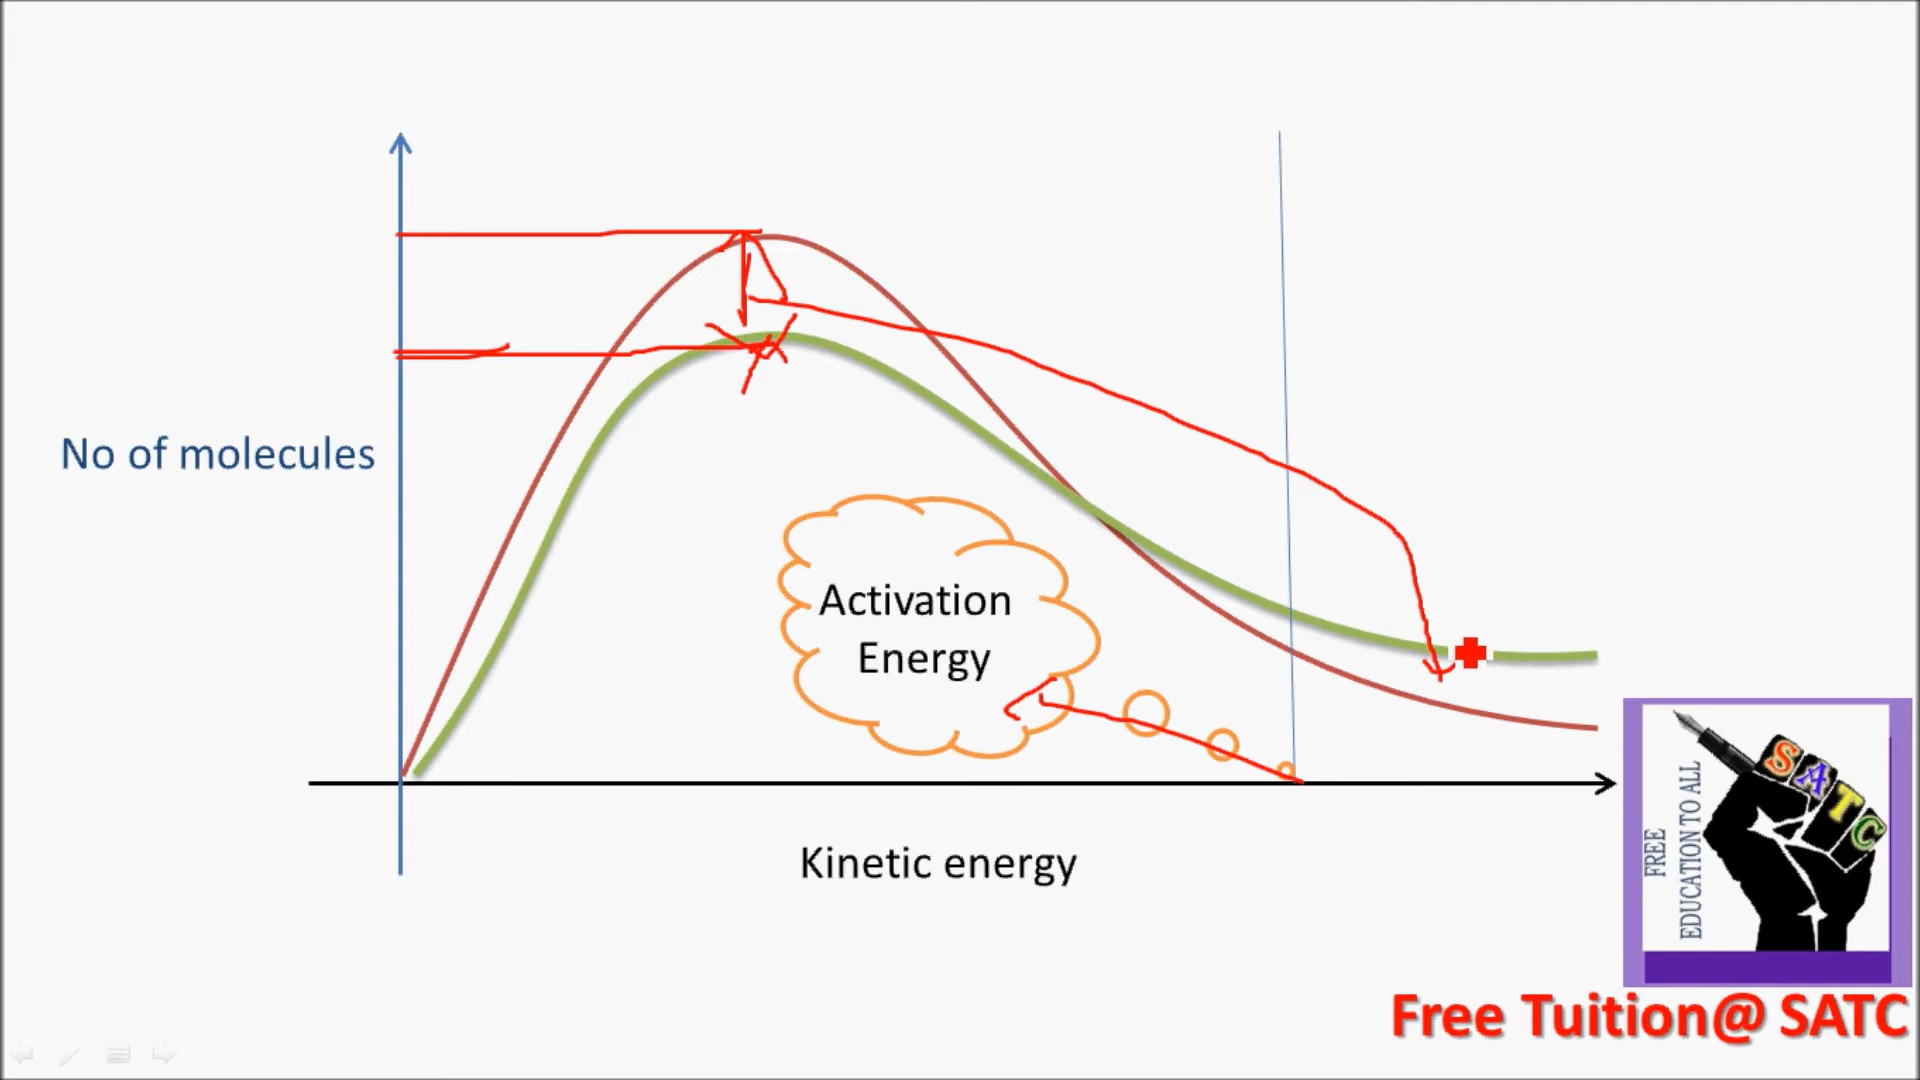 No of molecules
Activation
Energy
Kinetic energy
FREE
EDUCATION TO ALL
SATC
Free Tuition@ SATC